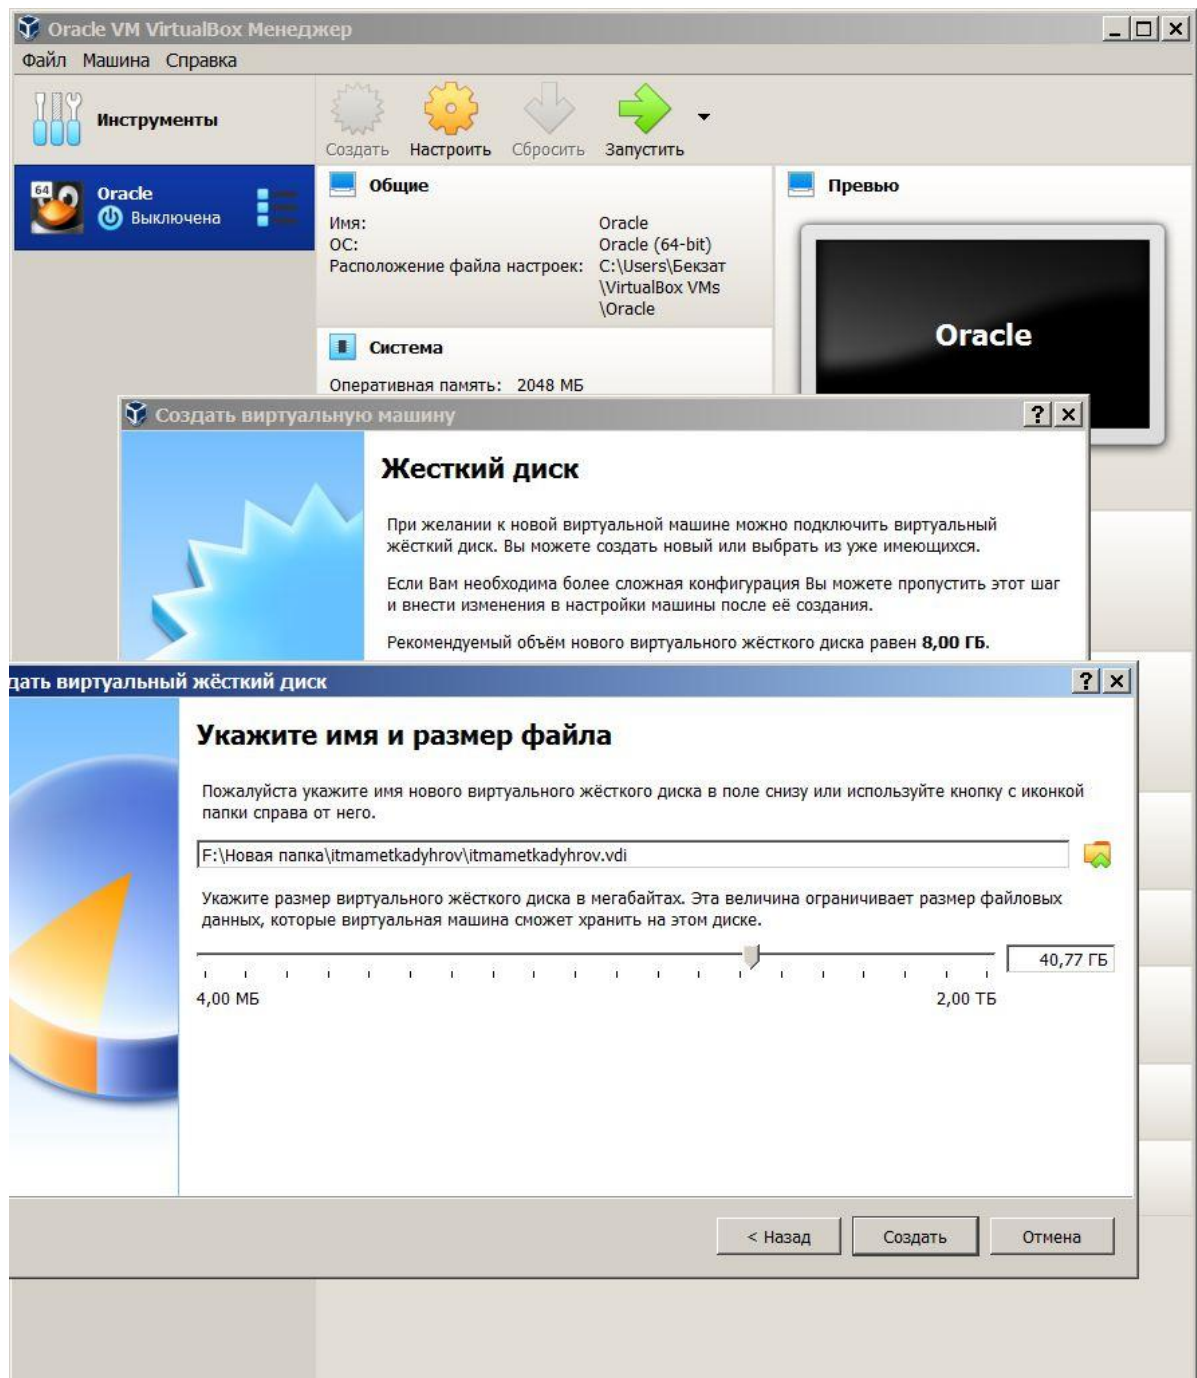 Oracle VM VirtualBox Менеджер
Файл Машина Справка
Инструменты
Создать Настроить Сбросить Запустить
64
Oracle
Выключена
Общие
Имя: Oracle
ОС: Oracle (64-bit)
Расположение файла настроек: C:\Users\Бекзат
\VirtualBox VMs
\Oracle
Система
Оперативная память: 2048 МБ
Превью
Oracle
Создать виртуальную машину
Жесткий диск
При желании к новой виртуальной машине можно подключить виртуальный
жёсткий диск. Вы можете создать новый или выбрать из уже имеющихся.
Если Вам необходима более сложная конфигурация Вы можете пропустить этот шаг
и внести изменения в настройки машины после её создания.
Рекомендуемый объём нового виртуального жёсткого диска равен 8,00 ГБ.
дать виртуальный жёсткий диск
Укажите имя и размер файла
Пожалуйста укажите имя нового виртуального жёсткого диска в поле снизу или используйте кнопку с иконкой
папки справа от него.
F:\Новая папка\itmametkadyhrov\itmametkadyhrov.vdi
Укажите размер виртуального жёсткого диска в мегабайтах. Эта величина ограничивает размер файловых
данных, которые виртуальная машина сможет хранить на этом диске.
40,77 ГБ
4,00 МБ 2,00 ТБ
< Назад Создать Отмена